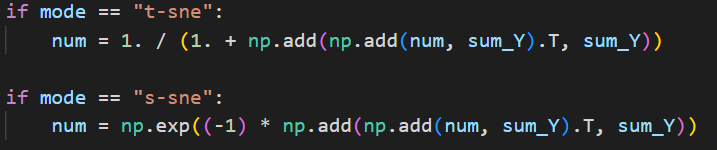 if mode == "t-sne":
    num = 1. / (1. + np.add(np.add(num, sum_Y).T, sum_Y))
if mode == "s-sne":
    num = np.exp((-1) * np.add(np.add(num, sum_Y).T, sum_Y))